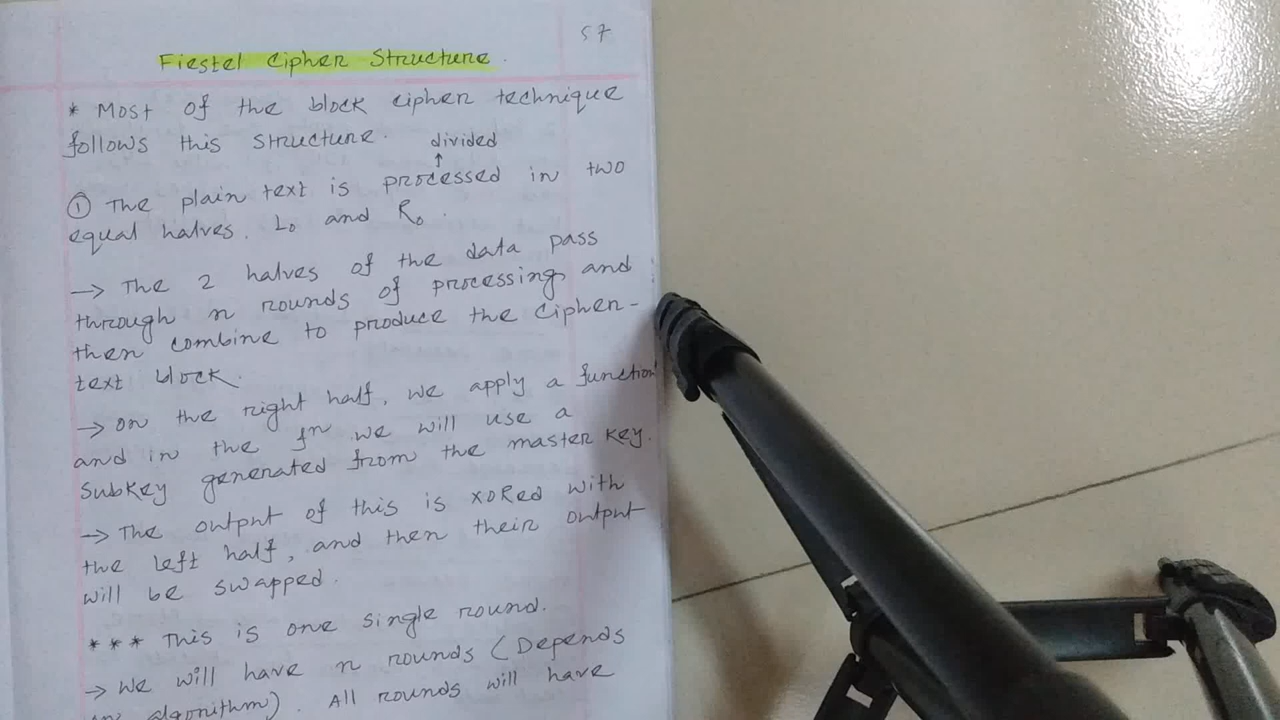 57
Fiestel Cipher Structure.
* Most of the block cipher technique
follows this structure.
divided
↑
① The plain text is processed in two
equal halves. L₀ and R₀.
→ The 2 halves of the data pass
through n rounds of processing and
then combine to produce the cipher-
text block.
→ On the right half, we apply a function
and in the fn we will use a
subkey generated from the master key.
→ The output of this is XORed with
the left half, and then their output
will be swapped.
*** This is one single round.
→ We will have n rounds (Depends
algorithm). All rounds will have